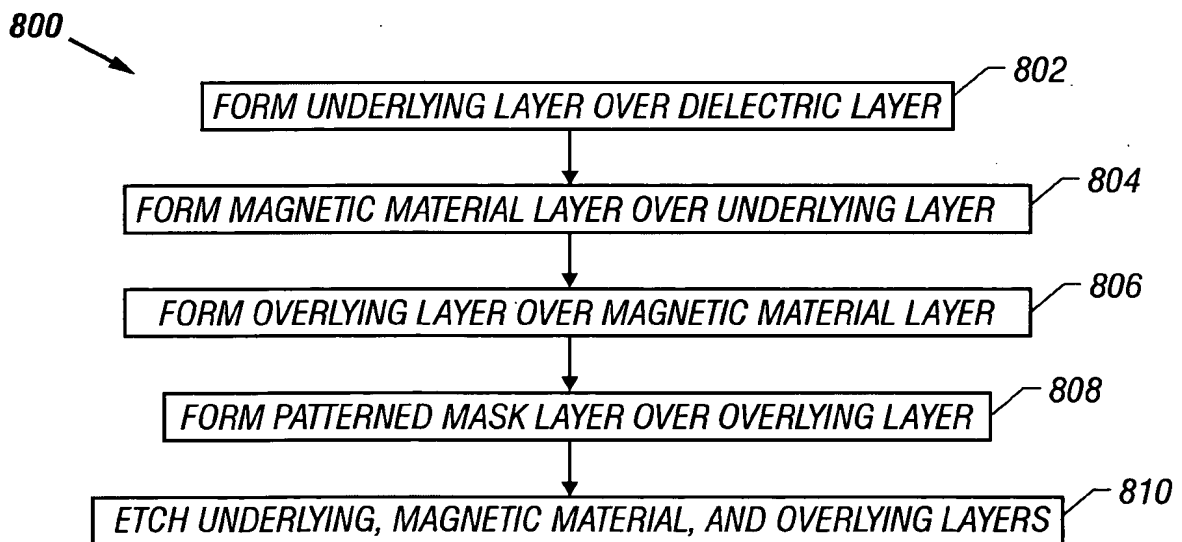 800
802
FORM UNDERLYING LAYER OVER DIELECTRIC LAYER
804
FORM MAGNETIC MATERIAL LAYER OVER UNDERLYING LAYER
806
FORM OVERLYING LAYER OVER MAGNETIC MATERIAL LAYER
808
FORM PATTERNED MASK LAYER OVER OVERLYING LAYER
810
ETCH UNDERLYING, MAGNETIC MATERIAL, AND OVERLYING LAYERS